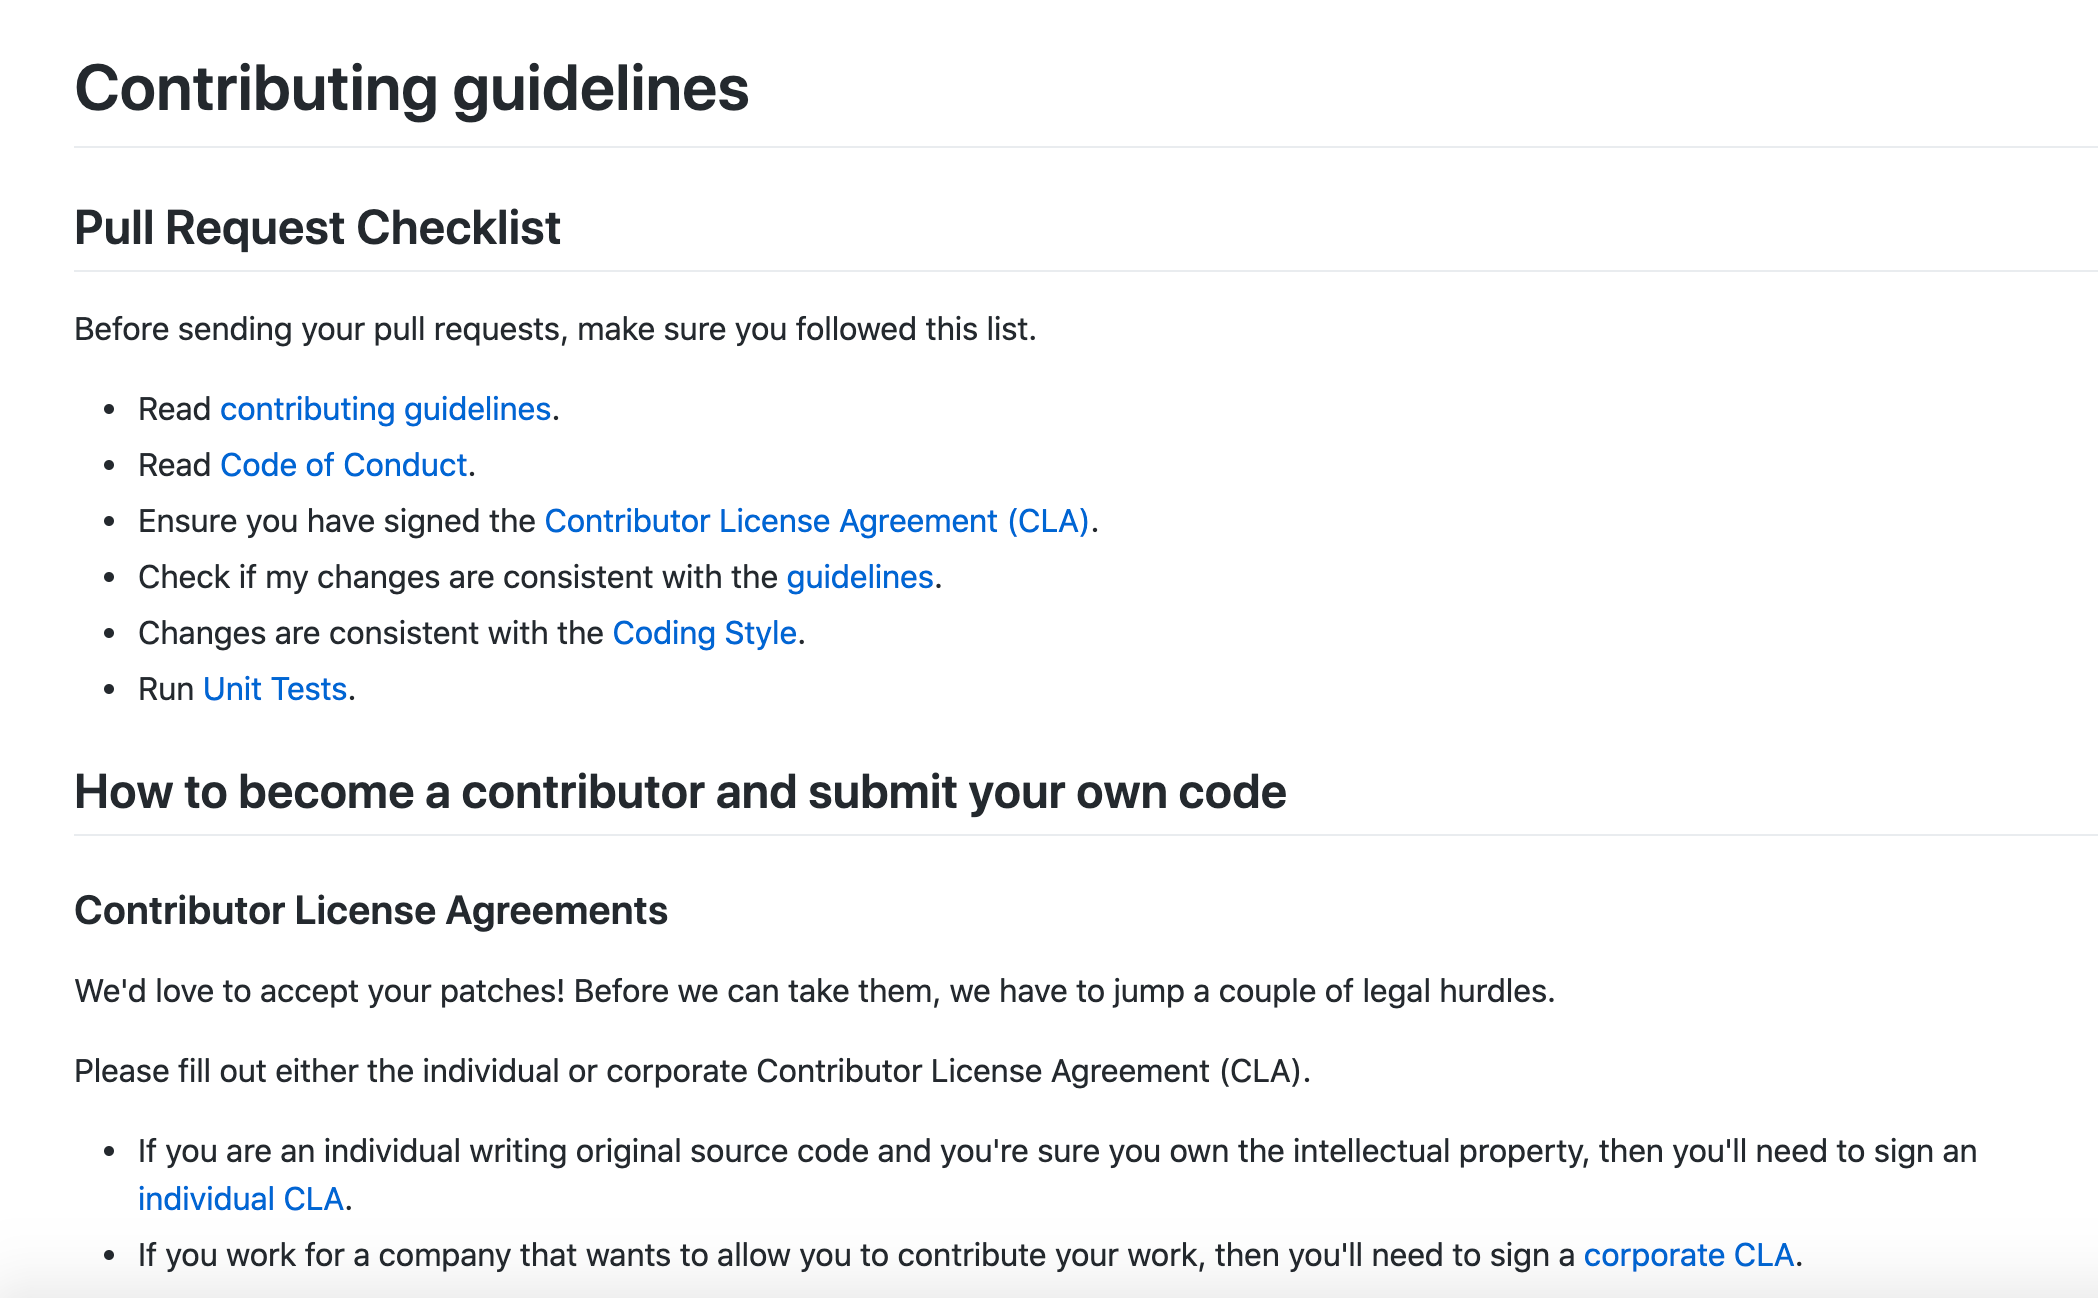 Contributing guidelines
Pull Request Checklist
Before sending your pull requests, make sure you followed this list.
• Read contributing guidelines.
• Read Code of Conduct.
• Ensure you have signed the Contributor License Agreement (CLA).
• Check if my changes are consistent with the guidelines.
• Changes are consistent with the Coding Style.
• Run Unit Tests.
How to become a contributor and submit your own code
Contributor License Agreements
We'd love to accept your patches! Before we can take them, we have to jump a couple of legal hurdles.
Please fill out either the individual or corporate Contributor License Agreement (CLA).
• If you are an individual writing original source code and you're sure you own the intellectual property, then you'll need to sign an
individual CLA.
• If you work for a company that wants to allow you to contribute your work, then you'll need to sign a corporate CLA.